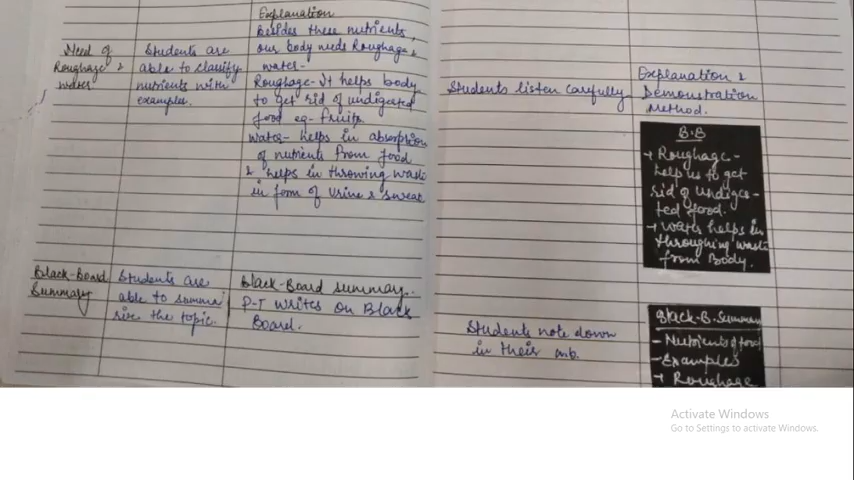 Explanation
Besides these nutrients,
our body needs Roughage &
water-
Need of
Roughage &
water
Students are
able to classify
nutrients with
examples.
Roughage- It helps body
to get rid of undigested
food eg- fruits
Water- helps in absorption
of nutrients from food
& helps in throwing waste
in form of urine & sweat
Black-Board
Summary
Students are
able to summa
rize the topic.
Black-Board summary.
P-T writes on Black
Board.
Students listen carefully
Explanation &
Demonstration
Method.
B.B
→ Roughage-
help us to get
rid of undiges-
ted food.
→ Water helps in
throughing waste
from Body.
Students note down
in their n.b.
Black-B. Summary
- Nutrients of food
- Examples
→ Roughage
Activate Windows
Go to Settings to activate Windows.